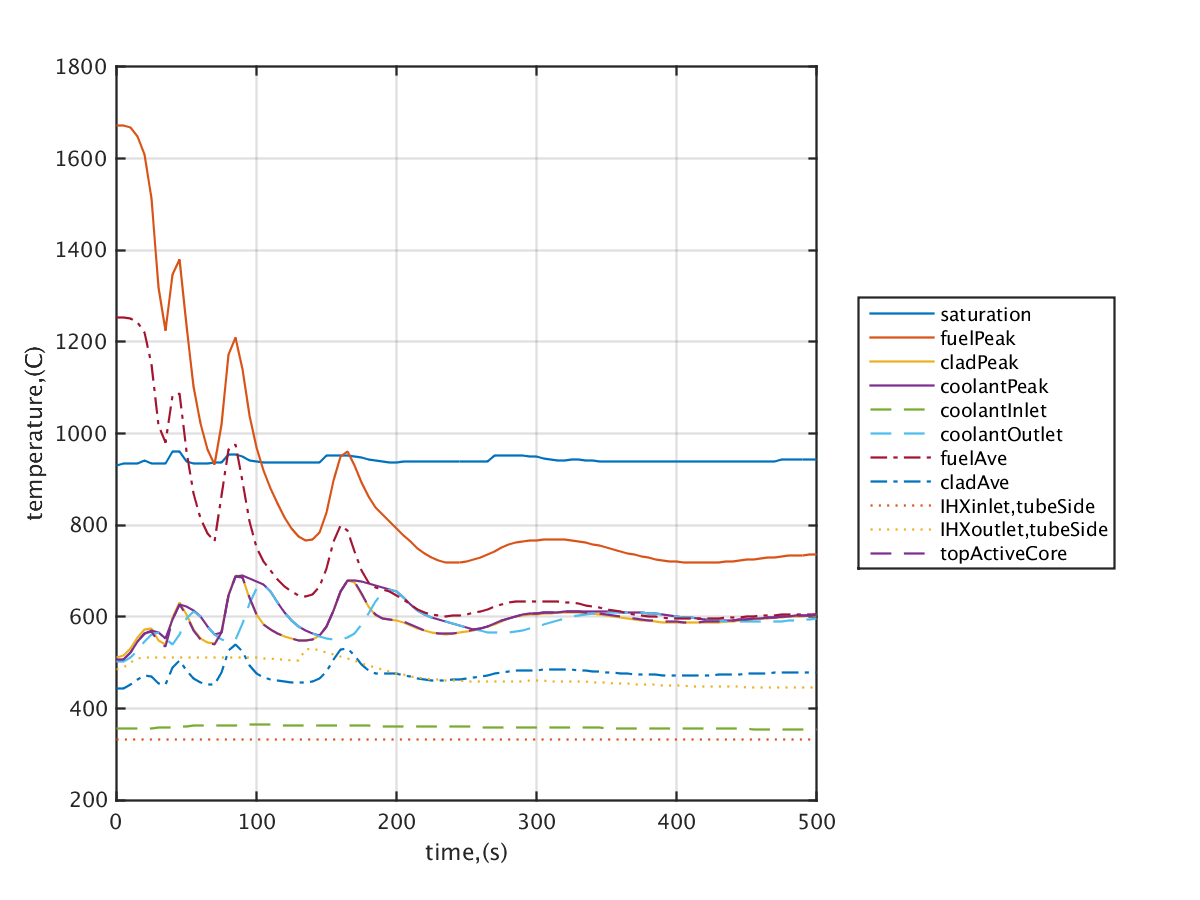 1800
1600
1400
1200
1000
800
600
400
200
temperature,(C)
0 100 200 300 400 500
time,(s)
saturation
fuelPeak
cladPeak
coolantPeak
coolantInlet
coolantOutlet
fuelAve
cladAve
IHXinlet,tubeSide
IHXoutlet,tubeSide
topActiveCore